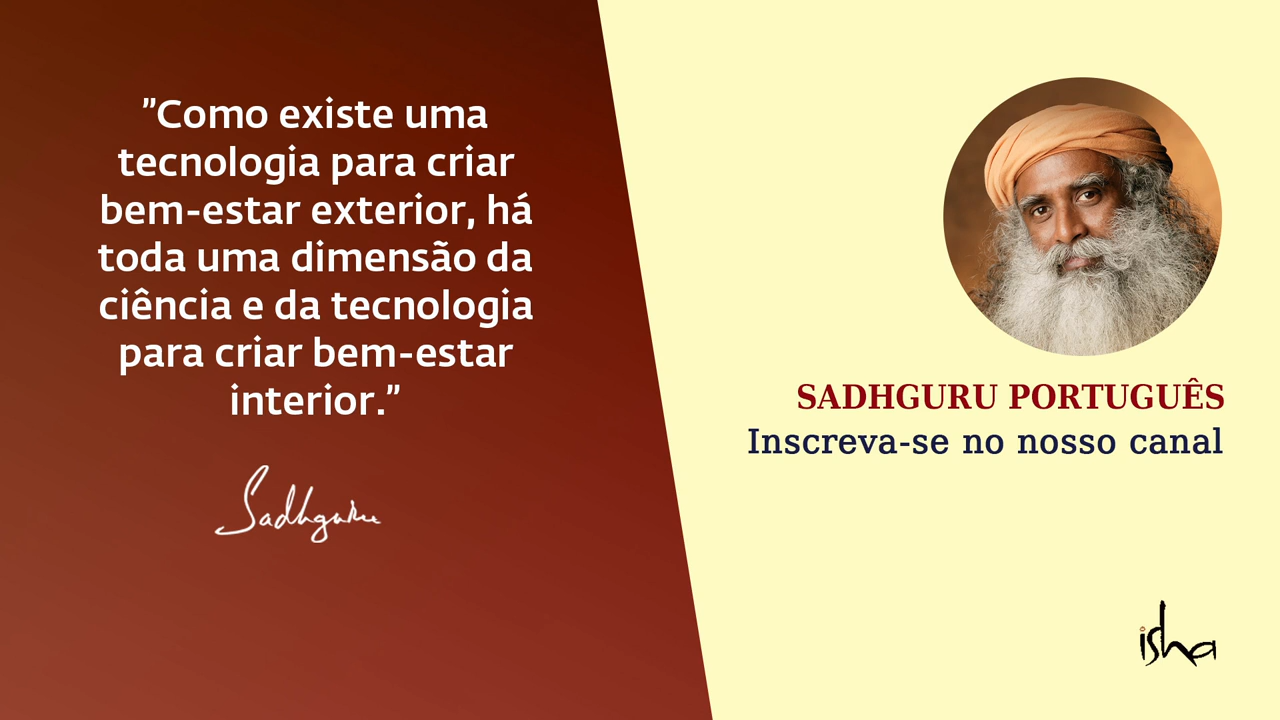 "Como existe uma
tecnologia para criar
bem-estar exterior, há
toda uma dimensão da
ciência e da tecnologia
para criar bem-estar
interior."
Sadhguru
SADHGURU PORTUGUÊS
Inscreva-se no nosso canal
isha